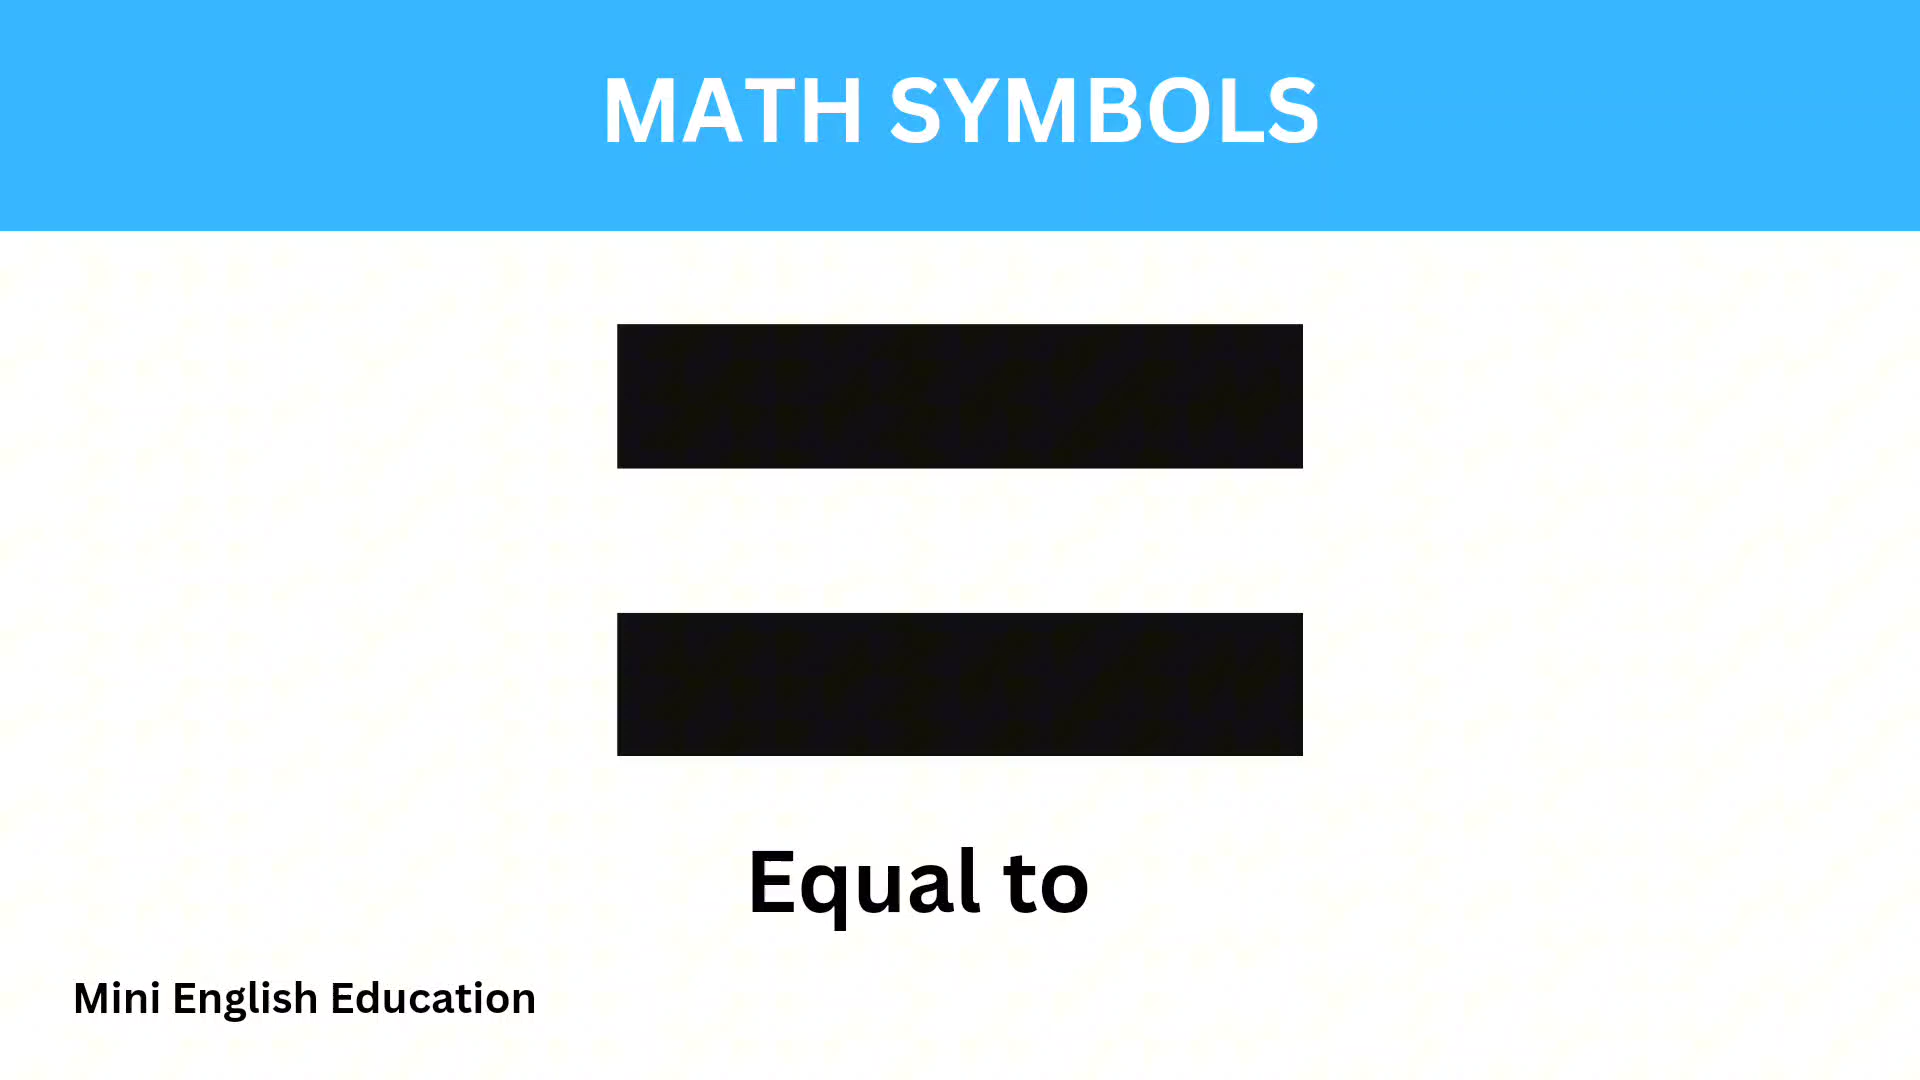 MATH SYMBOLS
=
Equal to
Mini English Education